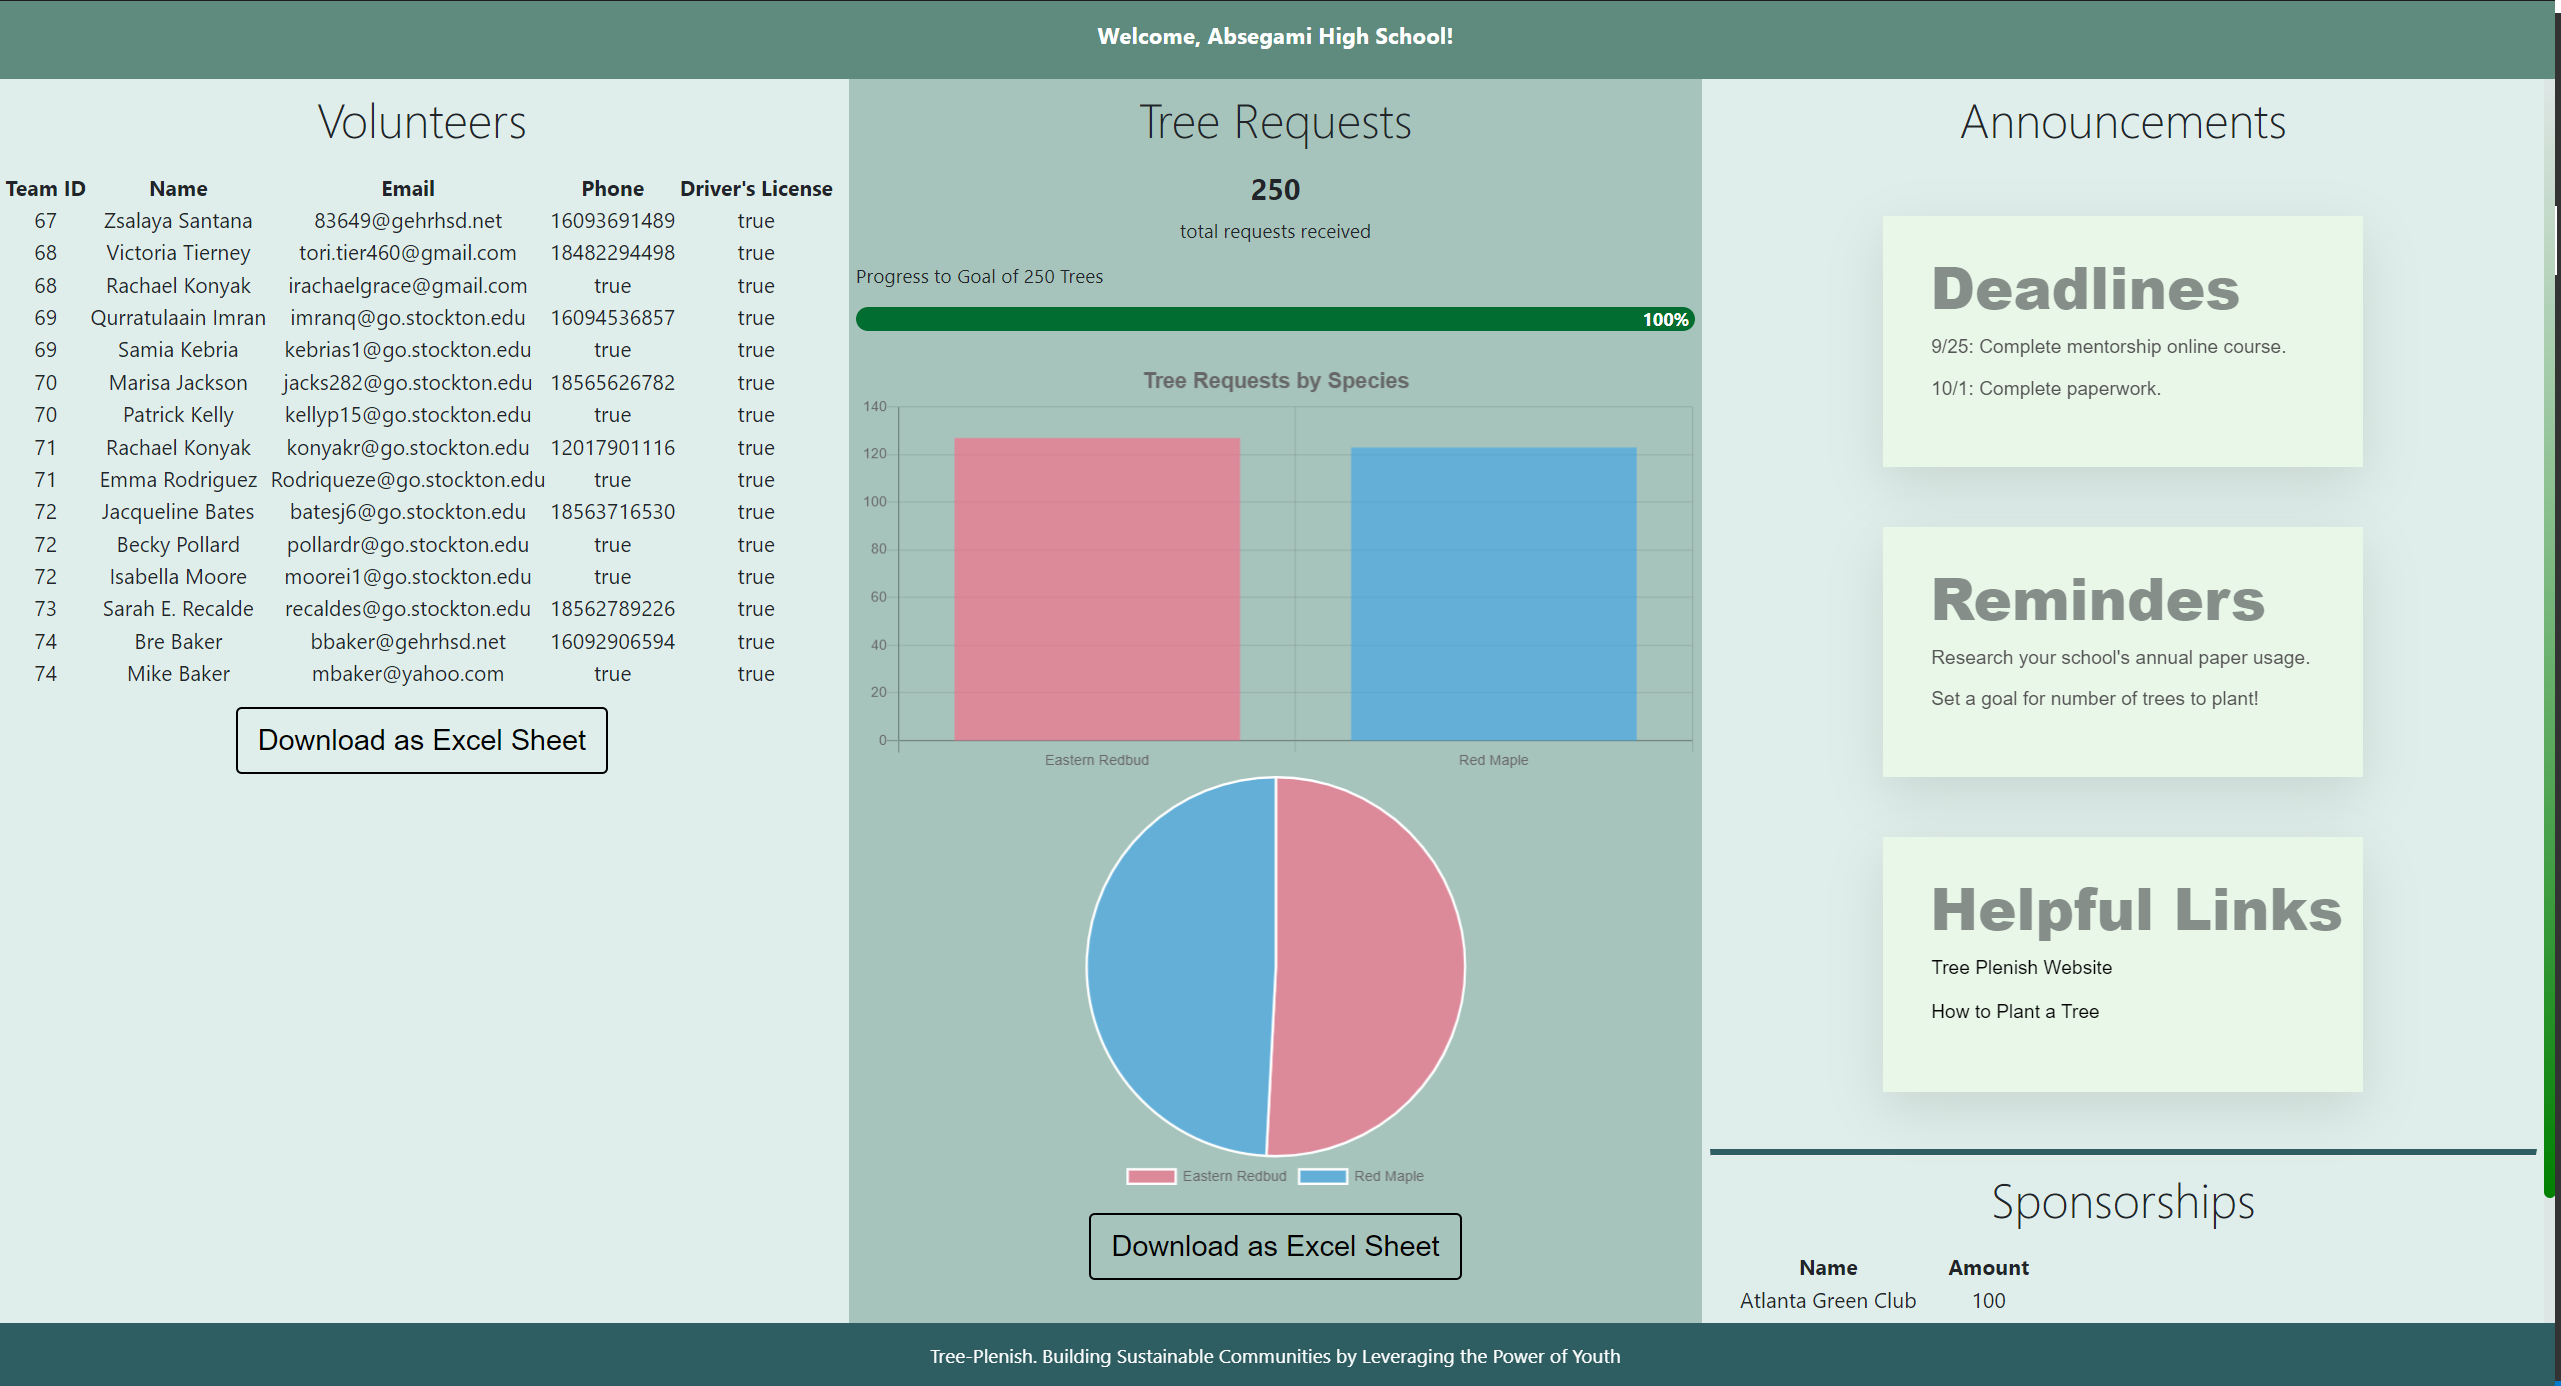 Welcome, Absegami High School!
Volunteers
Team ID Name Email Phone Driver's License
67 Zsalaya Santana 83649@gehrhsd.net 16093691489 true
68 Victoria Tierney tori.tier460@gmail.com 18482294498 true
68 Rachael Konyak irachaelgrace@gmail.com true true
69 Qurratulaain Imran imranq@go.stockton.edu 16094536857 true
69 Samia Kebria kebrias1@go.stockton.edu true true
70 Marisa Jackson jacks282@go.stockton.edu 18565626782 true
70 Patrick Kelly kellyp15@go.stockton.edu true true
71 Rachael Konyak konyakr@go.stockton.edu 12017901116 true
71 Emma Rodriguez Rodriqueze@go.stockton.edu true true
72 Jacqueline Bates batesj6@go.stockton.edu 18563716530 true
72 Becky Pollard pollardr@go.stockton.edu true true
72 Isabella Moore moorei1@go.stockton.edu true true
73 Sarah E. Recalde recaldes@go.stockton.edu 18562789226 true
74 Bre Baker bbaker@gehrhsd.net 16092906594 true
74 Mike Baker mbaker@yahoo.com true true
Download as Excel Sheet
Tree Requests
250
total requests received
Progress to Goal of 250 Trees
100%
Tree Requests by Species
140
120
100
80
60
40
20
0
Eastern Redbud Red Maple
Eastern Redbud Red Maple
Download as Excel Sheet
Announcements
Deadlines
9/25: Complete mentorship online course.
10/1: Complete paperwork.
Reminders
Research your school's annual paper usage.
Set a goal for number of trees to plant!
Helpful Links
Tree Plenish Website
How to Plant a Tree
Sponsorships
Name Amount
Atlanta Green Club 100
Tree-Plenish. Building Sustainable Communities by Leveraging the Power of Youth